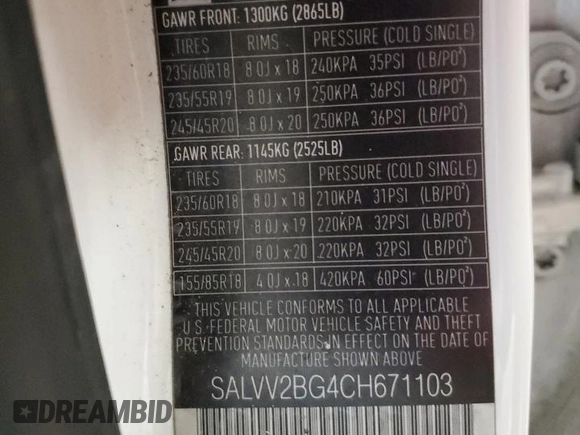 GAWR FRONT: 1300KG (2865LB)
TIRES RIMS PRESSURE (COLD SINGLE)
235/60R18 8.0J x 18 240KPA 35PSI (LB/PO²)
235/55R19 8.0J x 19 250KPA 36PSI (LB/PO²)
245/45R20 8.0J x 20 250KPA 36PSI (LB/PO²)
GAWR REAR: 1145KG (2525LB)
TIRES RIMS PRESSURE (COLD SINGLE)
235/60R18 8.0J x 18 210KPA 31PSI (LB/PO²)
235/55R19 8.0J x 19 220KPA 32PSI (LB/PO²)
245/45R20 8.0J x 20 220KPA 32PSI (LB/PO²)
155/85R18 4.0J x 18 420KPA 60PSI (LB/PO²)
THIS VEHICLE CONFORMS TO ALL APPLICABLE
U.S. FEDERAL MOTOR VEHICLE SAFETY AND THEFT
PREVENTION STANDARDS IN EFFECT ON THE DATE OF
MANUFACTURE SHOWN ABOVE
SALVV2BG4CH671103
DREAMBID